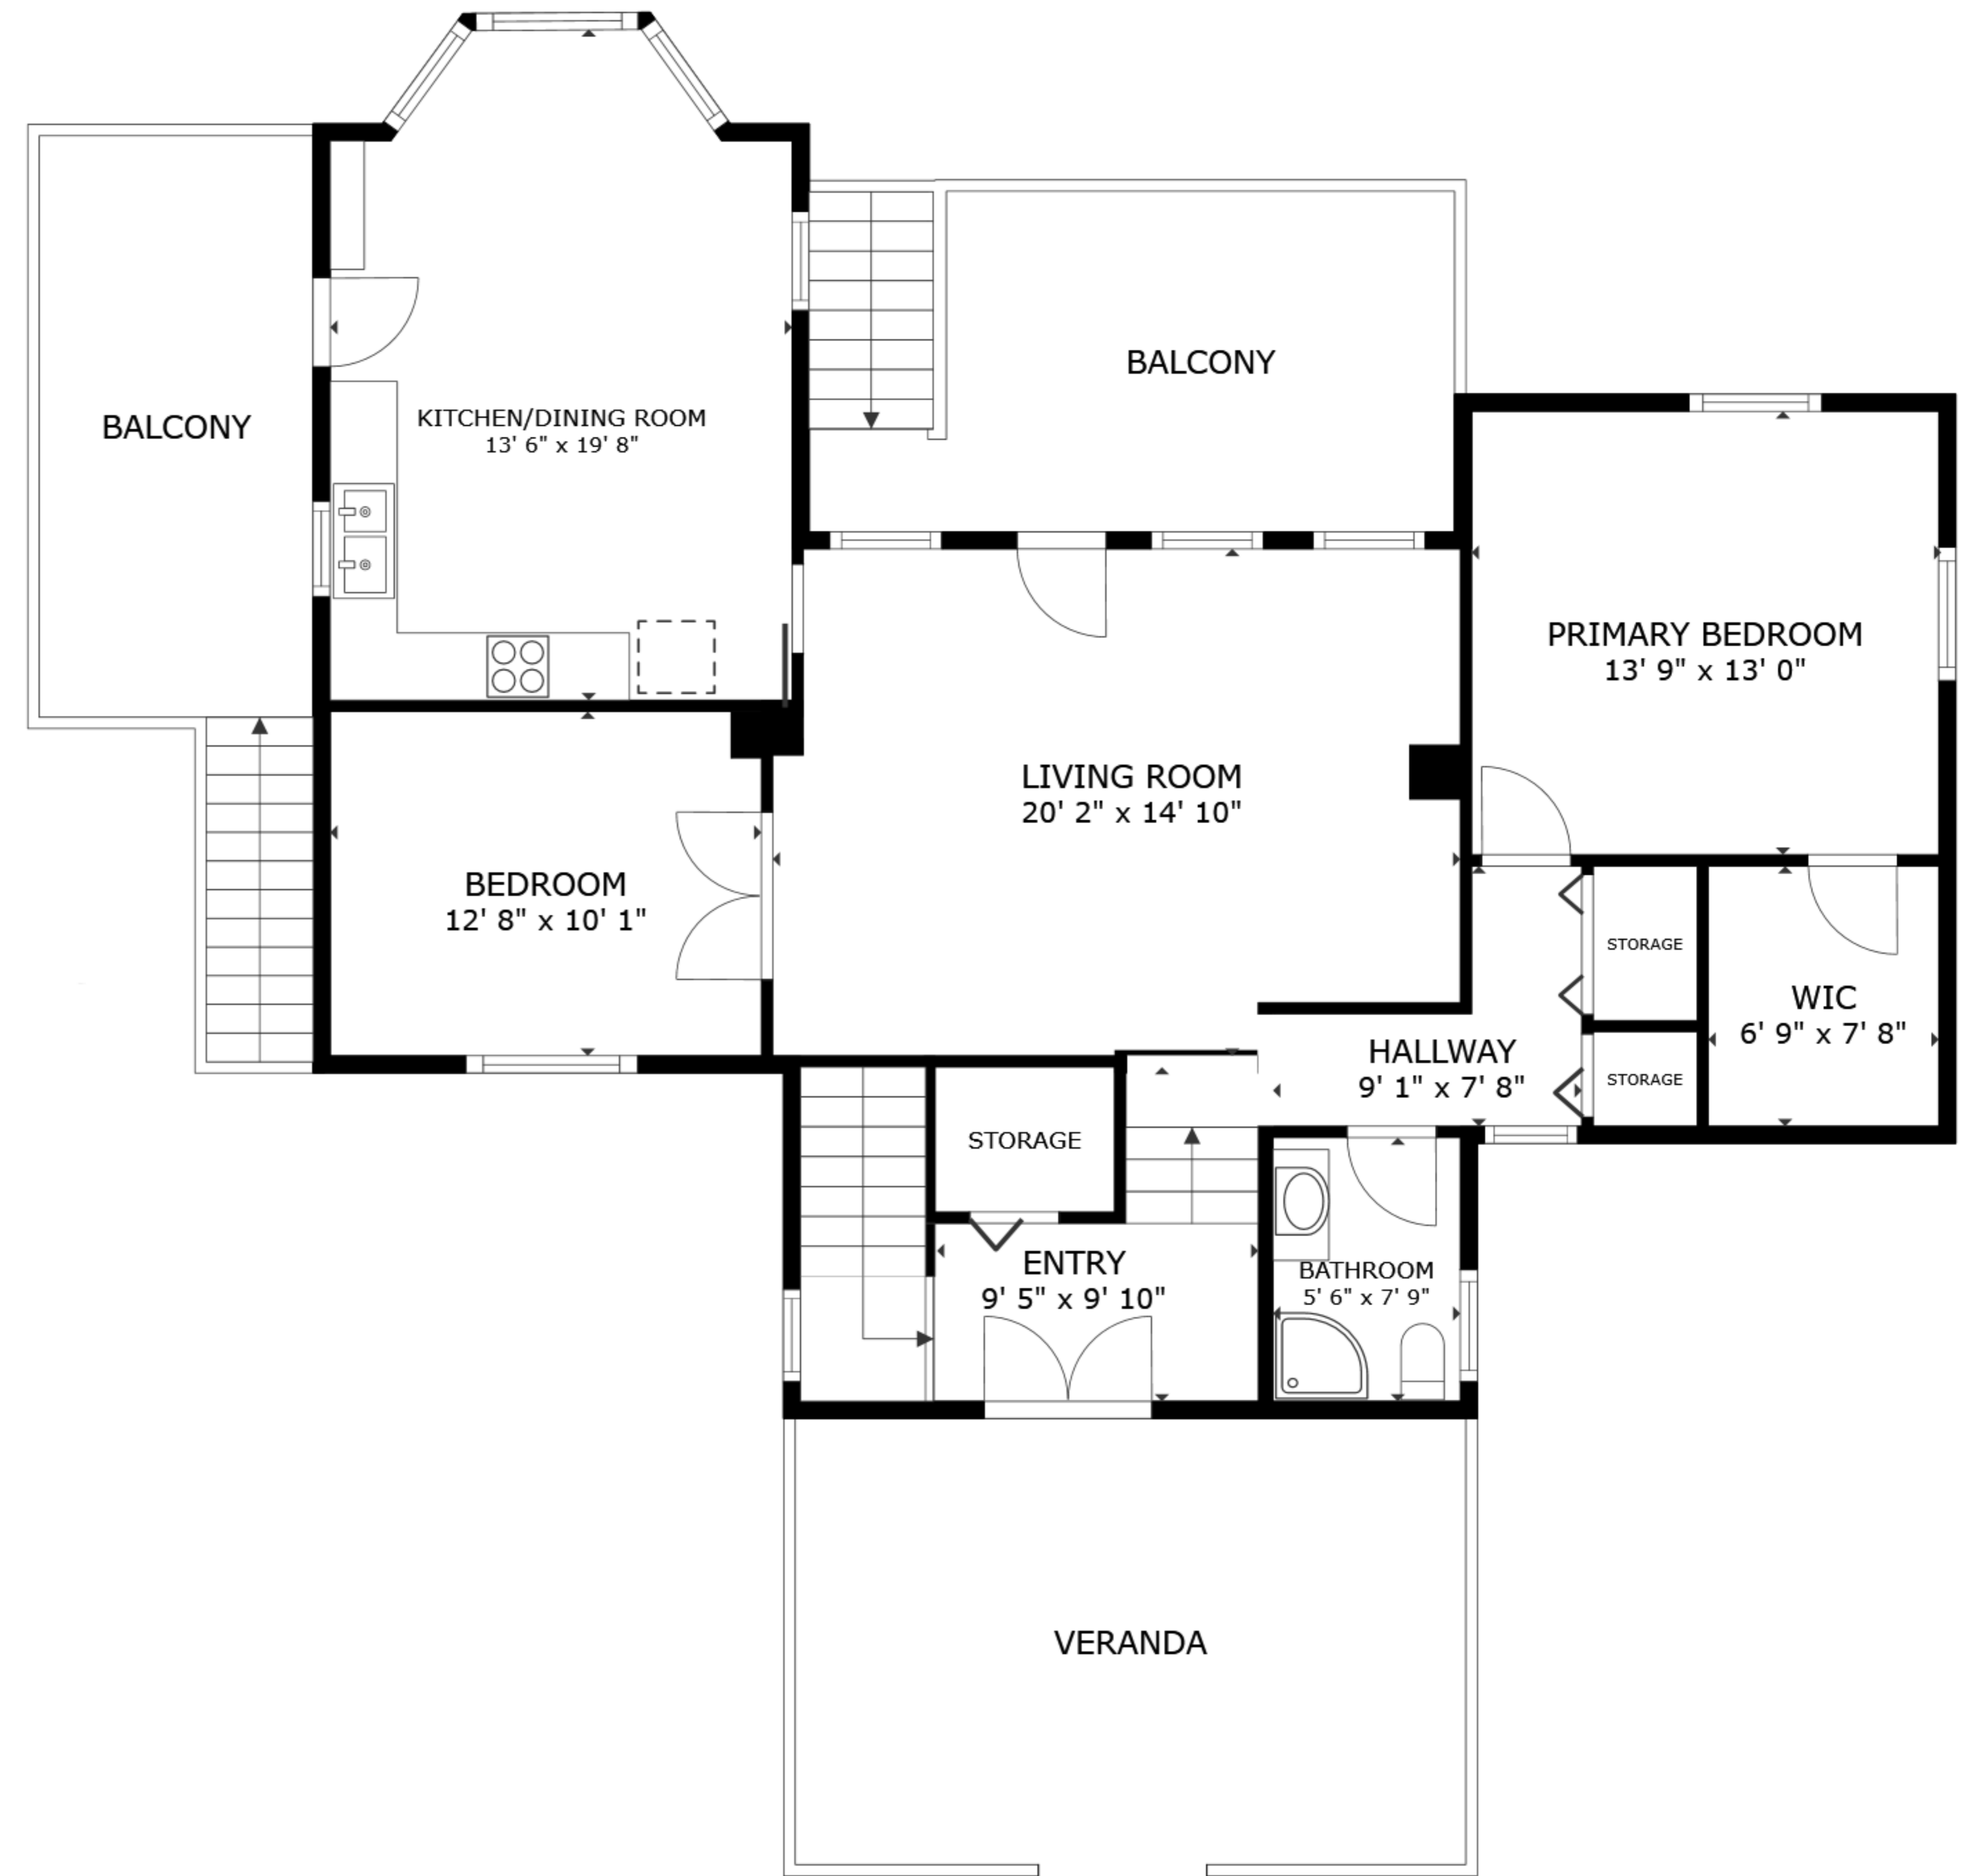 BALCONY
BALCONY
KITCHEN/DINING ROOM
13' 6" x 19' 8"
PRIMARY BEDROOM
13' 9" x 13' 0"
LIVING ROOM
20' 2" x 14' 10"
BEDROOM
12' 8" x 10' 1"
STORAGE
WIC
6' 9" x 7' 8"
HALLWAY
9' 1" x 7' 8"
STORAGE
STORAGE
ENTRY
9' 5" x 9' 10"
BATHROOM
5' 6" x 7' 9"
VERANDA